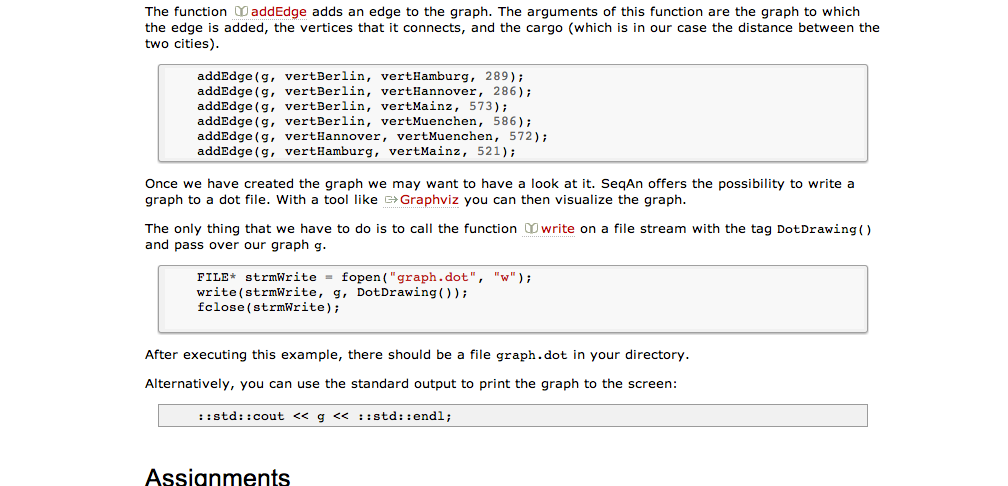 The function addEdge adds an edge to the graph. The arguments of this function are the graph to which
the edge is added, the vertices that it connects, and the cargo (which is in our case the distance between the
two cities).
addEdge(g, vertBerlin, vertHamburg, 289);
addEdge(g, vertBerlin, vertHannover, 286);
addEdge(g, vertBerlin, vertMainz, 573);
addEdge(g, vertBerlin, vertMuenchen, 586);
addEdge(g, vertHannover, vertMuenchen, 572);
addEdge(g, vertHamburg, vertMainz, 521);
Once we have created the graph we may want to have a look at it. SeqAn offers the possibility to write a
graph to a dot file. With a tool like Graphviz you can then visualize the graph.
The only thing that we have to do is to call the function write on a file stream with the tag DotDrawing()
and pass over our graph g.
FILE* strmWrite = fopen("graph.dot", "w");
write(strmWrite, g, DotDrawing());
fclose(strmWrite);
After executing this example, there should be a file graph.dot in your directory.
Alternatively, you can use the standard output to print the graph to the screen:
::std::cout << g << ::std::endl;
Assignments